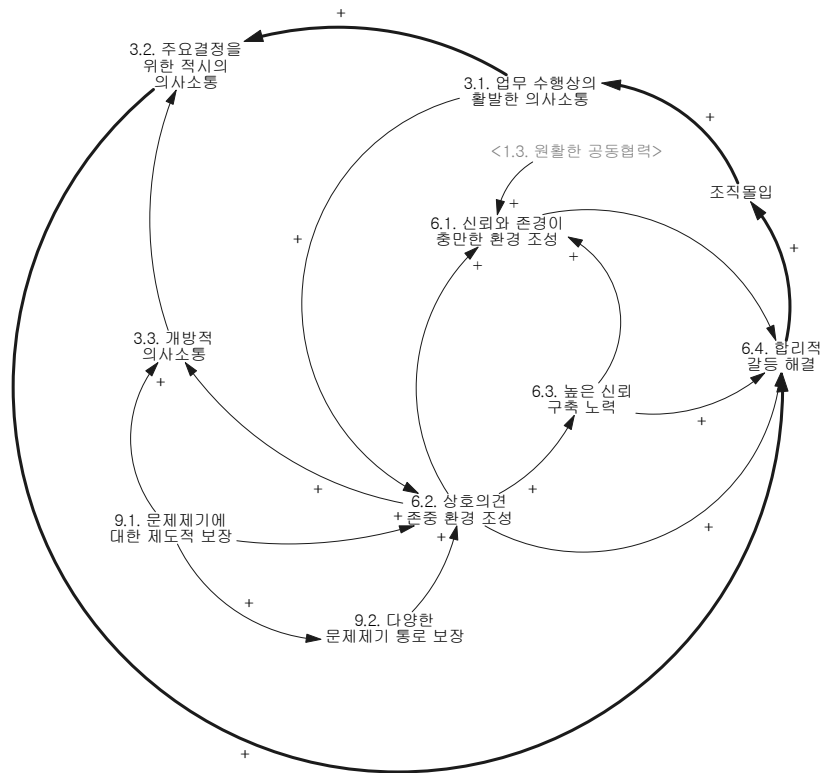 +
3.2. 주요결정을
위한 적시의
의사소통
3.1. 업무 수행상의
활발한 의사소통
+
<1.3. 원활한 공동협력>
조직몰입
+
6.1. 신뢰와 존경이
충만한 환경 조성
+
+
+
+
3.3. 개방적
의사소통
6.4. 합리적
갈등 해결
+
6.3. 높은 신뢰
구축 노력
+
+
+
6.2. 상호의견
+ 존중 환경 조성
9.1. 문제제기에
대한 제도적 보장
+
+
+
9.2. 다양한
문제제기 통로 보장
+